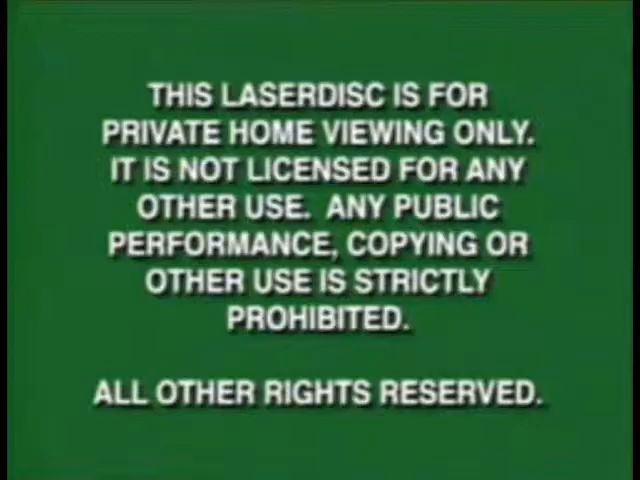 THIS LASERDISC IS FOR
PRIVATE HOME VIEWING ONLY.
IT IS NOT LICENSED FOR ANY
OTHER USE.  ANY PUBLIC
PERFORMANCE, COPYING OR
OTHER USE IS STRICTLY
PROHIBITED.
ALL OTHER RIGHTS RESERVED.